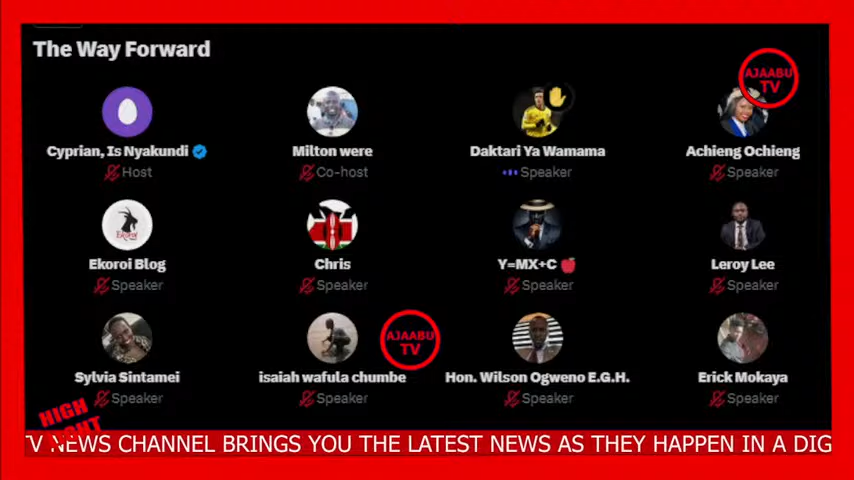 The Way Forward
AJAABU
TV
Cyprian, Is Nyakundi
Milton were
Daktari Ya Wamama
Achieng Ochieng
Host
Co-host
Speaker
Speaker
Ekoroi
Ekoroi Blog
Chris
Y=MX+C
Leroy Lee
Speaker
Speaker
Speaker
Speaker
AJAABU
TV
Sylvia Sintamei
isaiah wafula chumbe
Hon. Wilson Ogweno E.G.H.
Erick Mokaya
Speaker
Speaker
Speaker
Speaker
HIGH
TV NEWS CHANNEL BRINGS YOU THE LATEST NEWS AS THEY HAPPEN IN A DIG